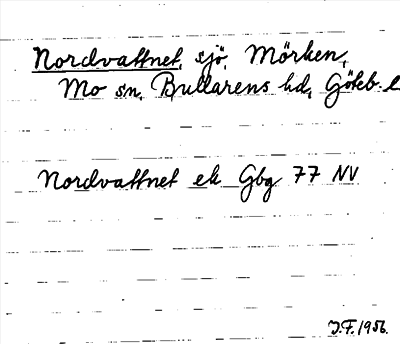 Nordvattnet, sjö, Mörken,
Mo sn, Bullarens hd, Göteb. l
Nordvattnet ek Gbg 77 NV
J.F. 1956.